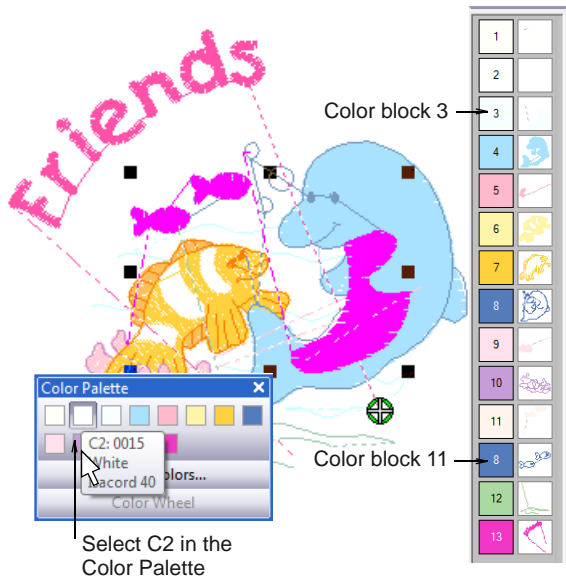 Friends
1
2
Color block 3
3
4
5
6
7
8
9
10
11
Color block 11
8
12
13
Color Palette
C2: 0015
White
olors...
acord 40
Color Wheel
Select C2 in the
Color Palette